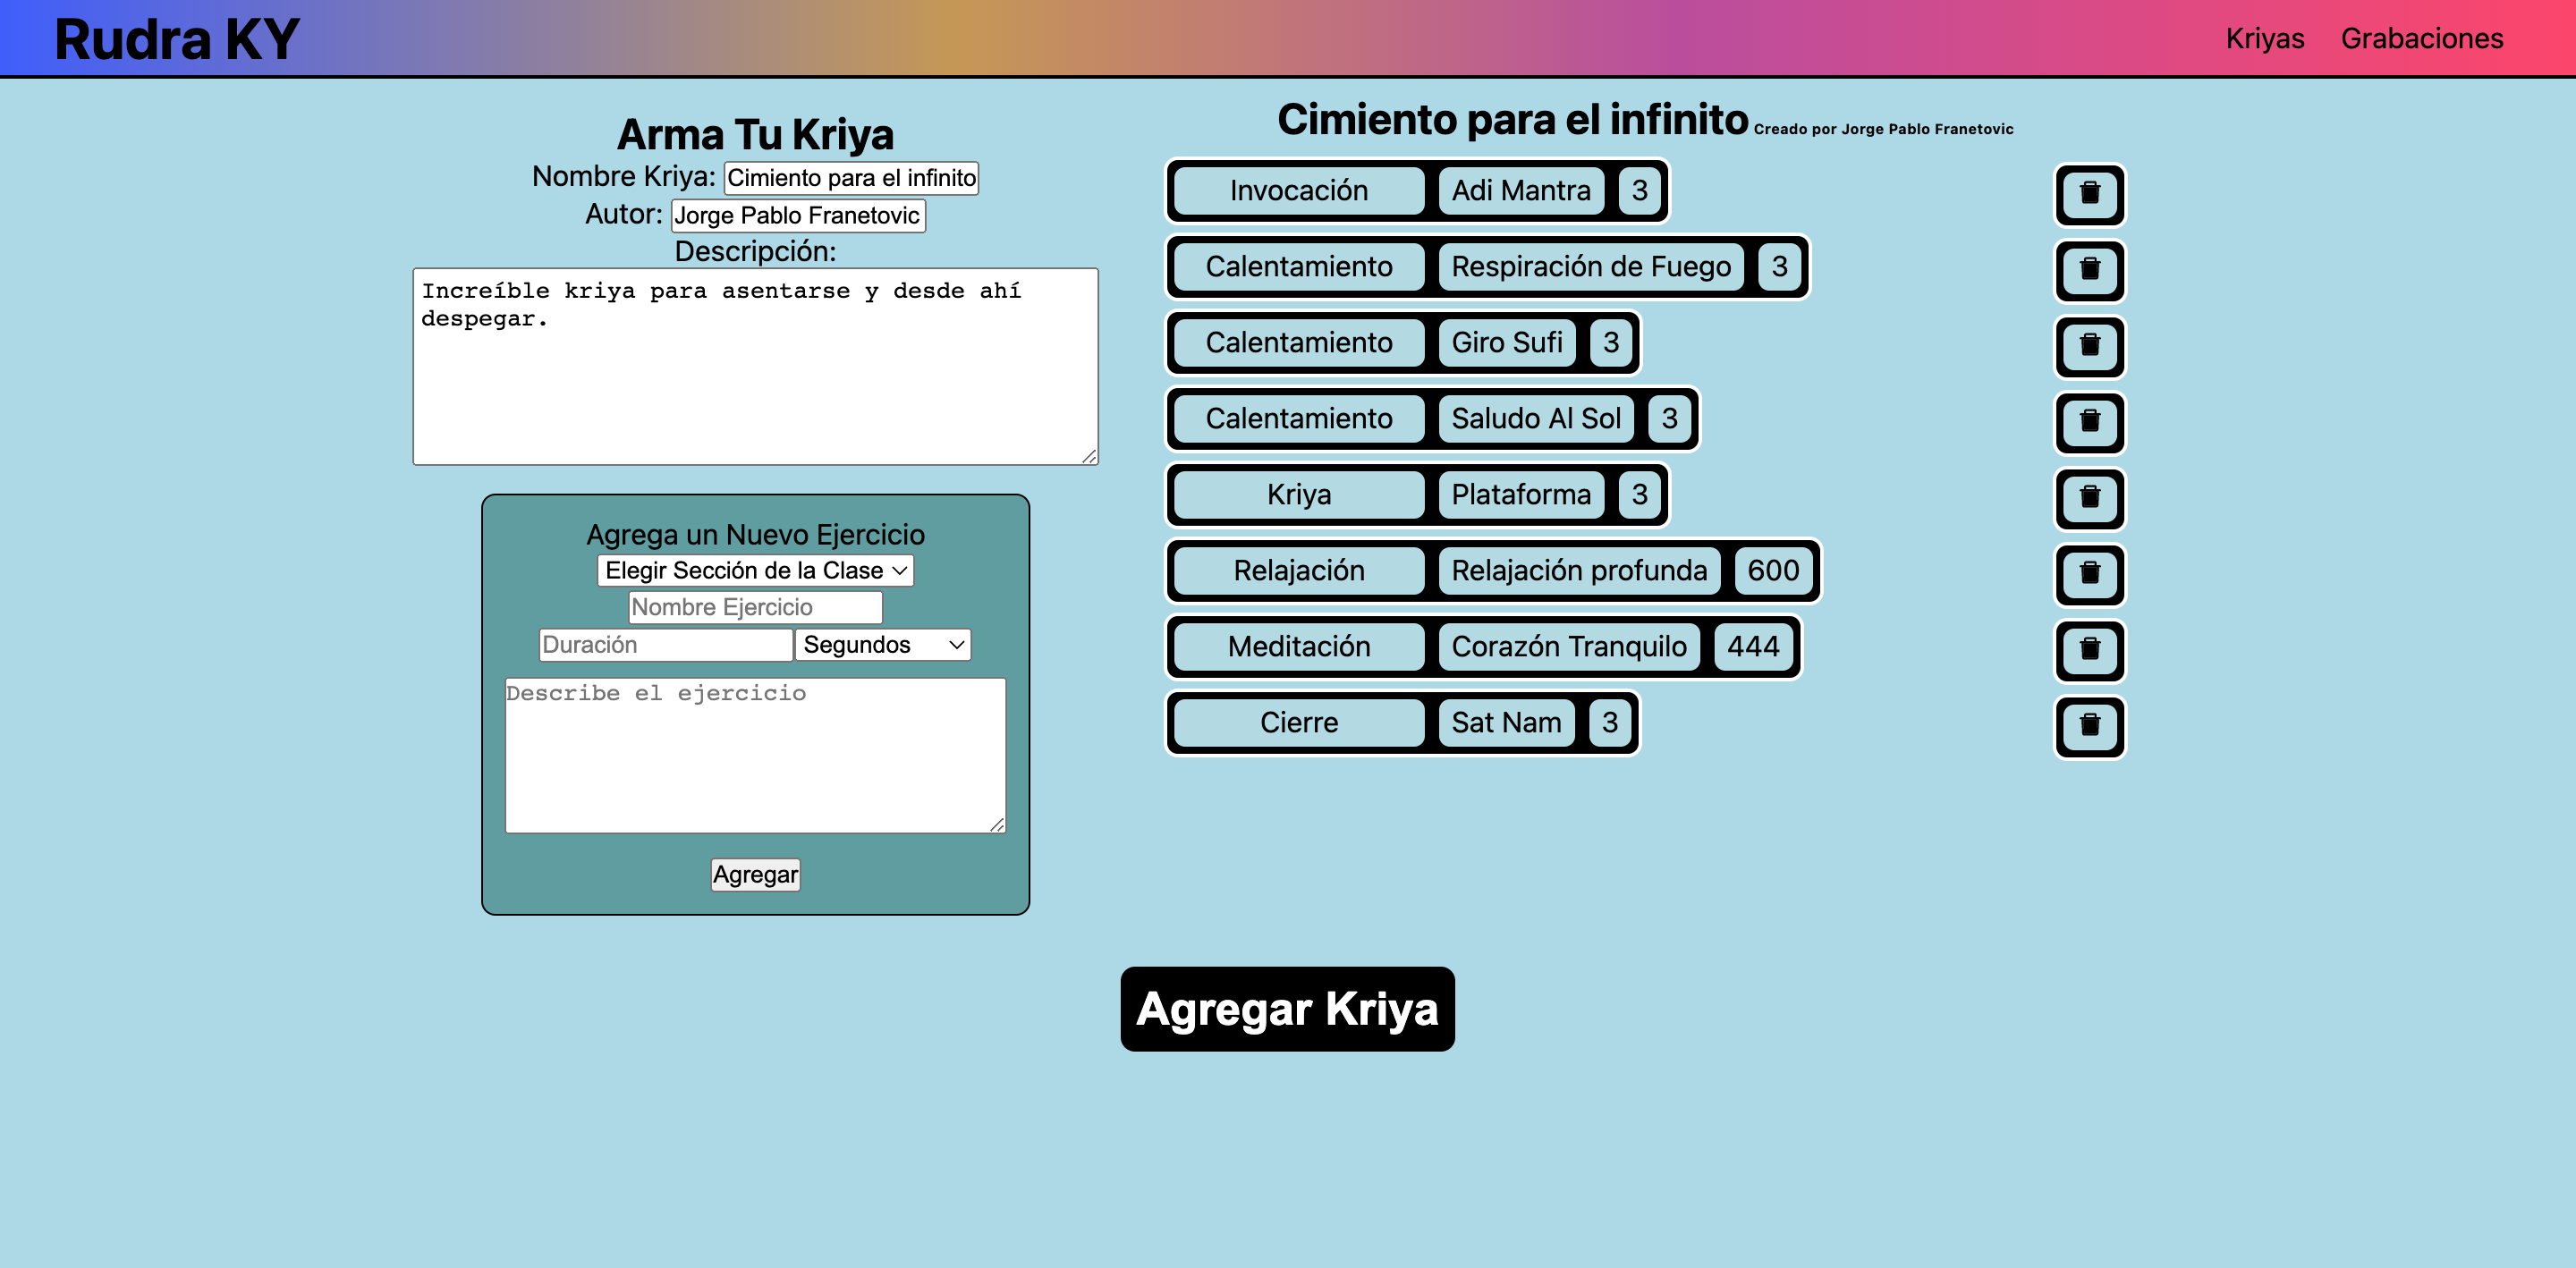 Rudra KY
Kriyas
Grabaciones
Arma Tu Kriya
Nombre Kriya: Cimiento para el infinito
Autor: Jorge Pablo Franetovic
Descripción:
Increíble kriya para asentarse y desde ahí
despegar.
Agrega un Nuevo Ejercicio
Elegir Sección de la Clase
Nombre Ejercicio
Duración Segundos
Describe el ejercicio
Agregar
Cimiento para el infinito Creado por Jorge Pablo Franetovic
Invocación Adi Mantra 3
Calentamiento Respiración de Fuego 3
Calentamiento Giro Sufi 3
Calentamiento Saludo Al Sol 3
Kriya Plataforma 3
Relajación Relajación profunda 600
Meditación Corazón Tranquilo 444
Cierre Sat Nam 3
Agregar Kriya